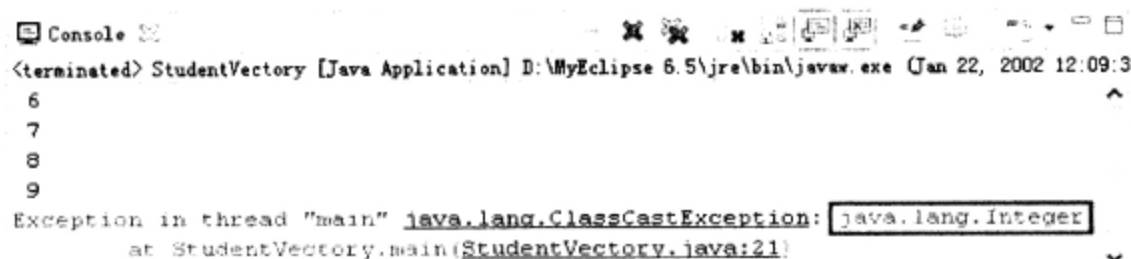 Console
<terminated> StudentVectory [Java Application] D:\MyEclipse 6.5\jre\bin\javaw.exe (Jan 22, 2002 12:09:3
6
7
8
9
Exception in thread "main" java.lang.ClassCastException: java.lang.Integer
at StudentVectory.main(StudentVectory.java:21)